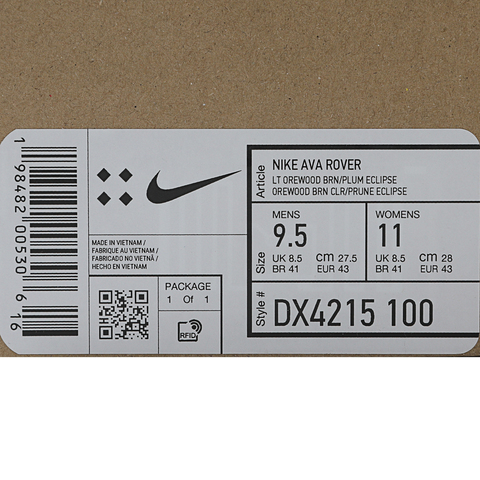 1 98482 00530 6 16
MADE IN VIETNAM /
FABRIQUE AU VIETNAM /
FABRICADO NO VIETNÃ /
HECHO EN VIETNAM
PACKAGE
1 Of 1
RFID
Article
NIKE AVA ROVER
LT OREWOOD BRN/PLUM ECLIPSE
OREWOOD BRN CLR/PRUNE ECLIPSE
Size
MENS
9.5
UK 8.5 cm 27.5
BR 41 EUR 43
WOMENS
11
UK 8.5 cm 28
BR 41 EUR 43
Style #
DX4215 100